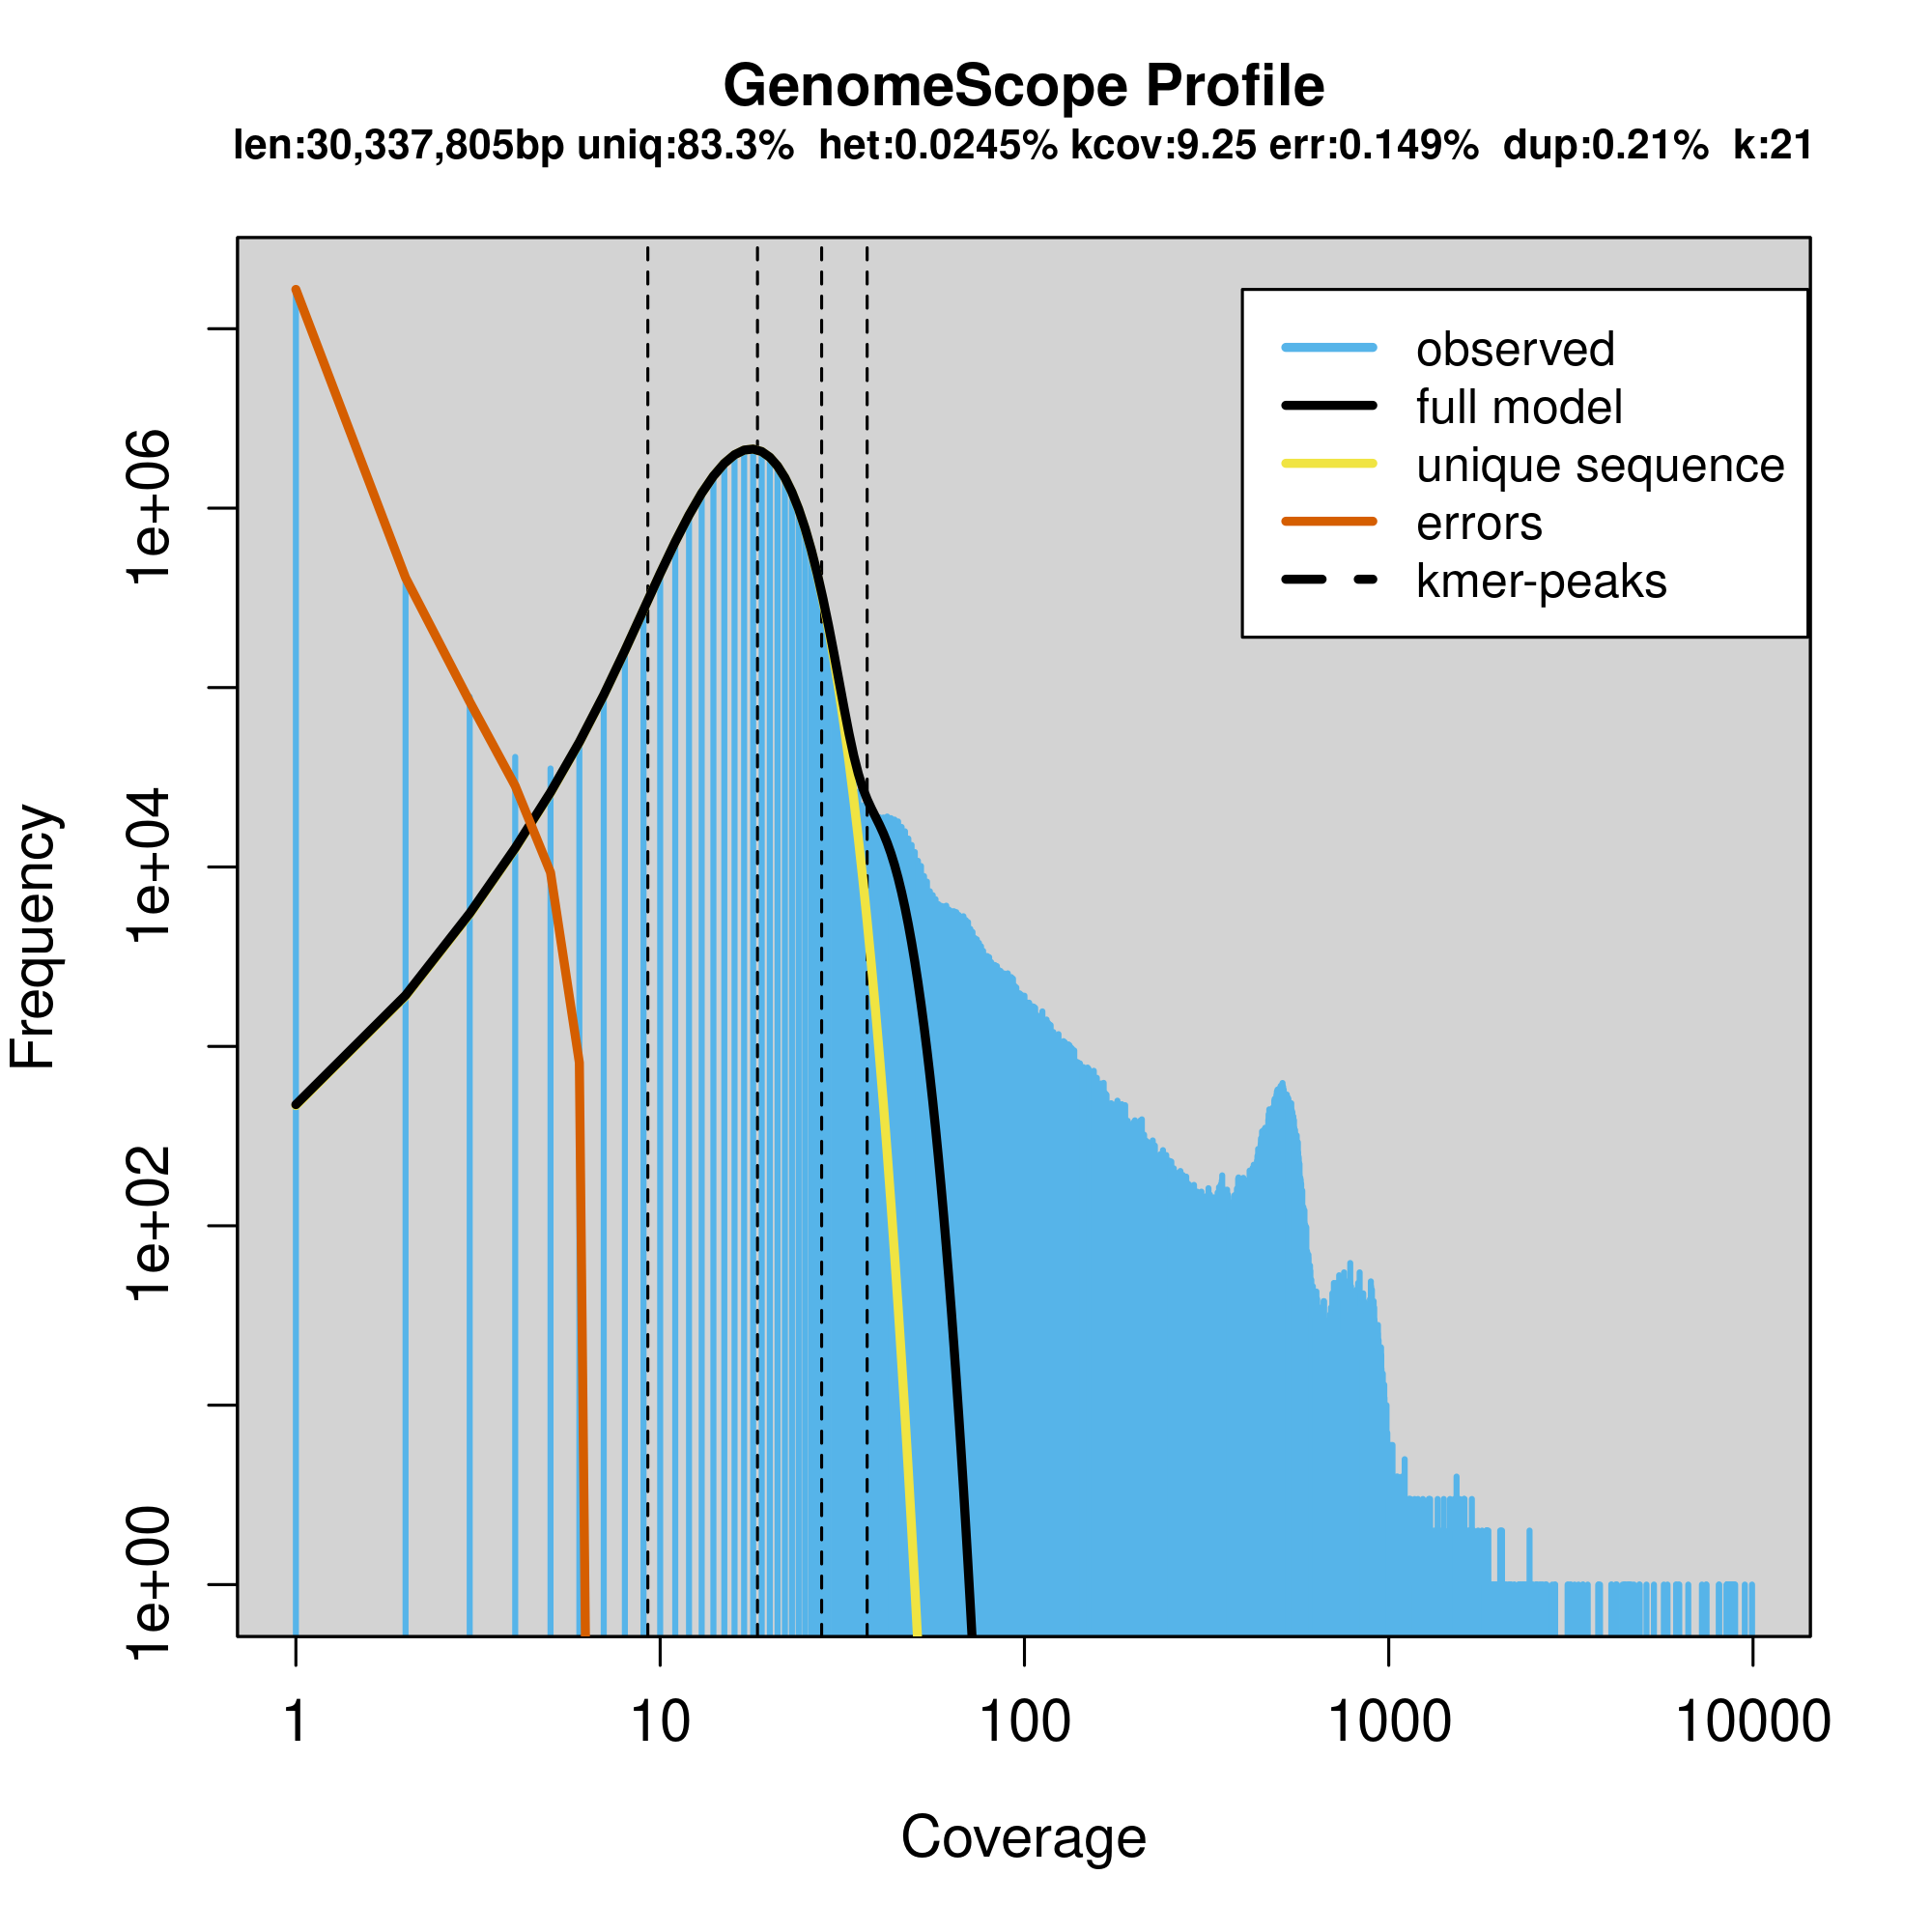 GenomeScope Profile
len:30,337,805bp uniq:83.3% het:0.0245% kcov:9.25 err:0.149% dup:0.21% k:21
observed
full model
unique sequence
errors
kmer-peaks
Frequency
1e+06
1e+04
1e+02
1e+00
1 10 100 1000 10000
Coverage